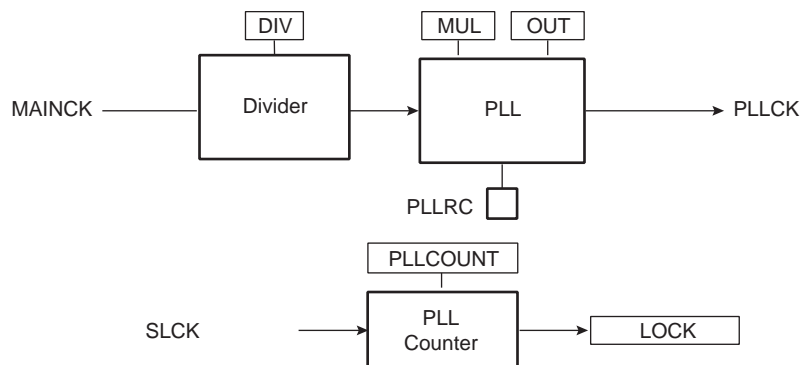 DIV
MUL
OUT
MAINCK
Divider
PLL
PLLCK
PLLRC
PLLCOUNT
SLCK
PLL
Counter
LOCK